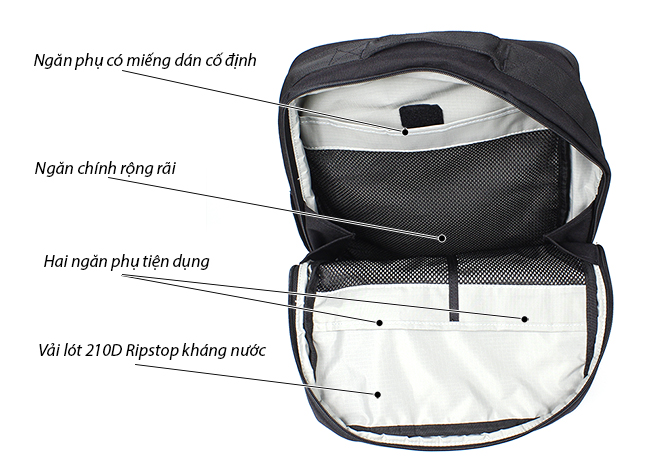 Ngăn phụ có miếng dán cố định
Ngăn chính rộng rãi
Hai ngăn phụ tiện dụng
Vải lót 210D Ripstop kháng nước